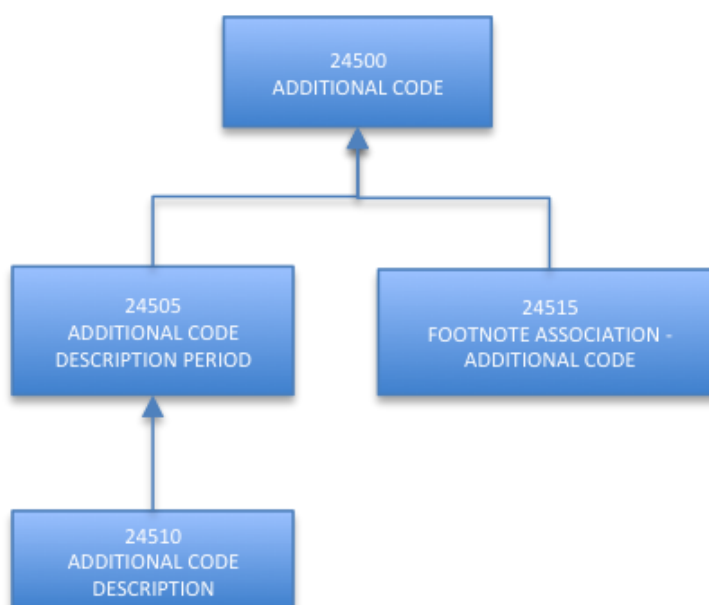 24500
ADDITIONAL CODE
24505
ADDITIONAL CODE
DESCRIPTION PERIOD
24515
FOOTNOTE ASSOCIATION -
ADDITIONAL CODE
24510
ADDITIONAL CODE
DESCRIPTION